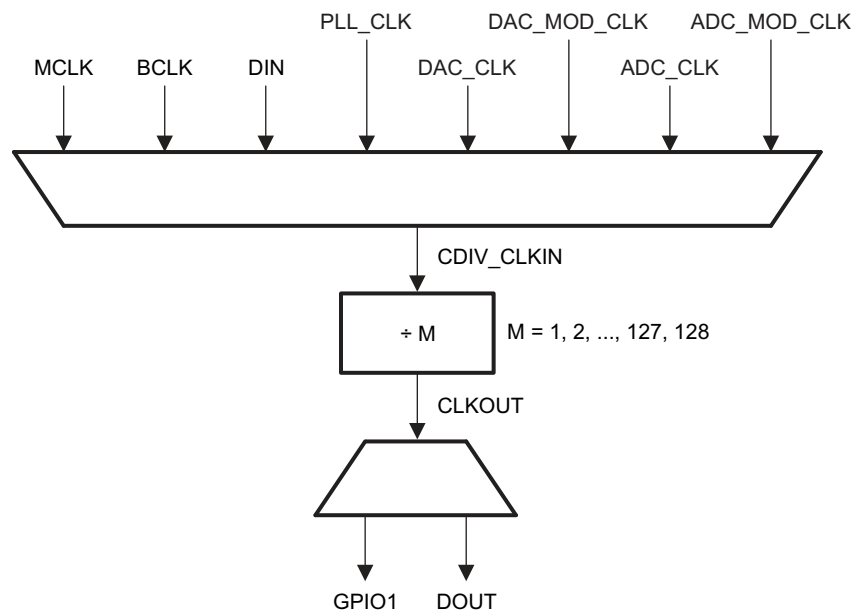 PLL_CLK DAC_MOD_CLK ADC_MOD_CLK
MCLK BCLK DIN DAC_CLK ADC_CLK
CDIV_CLKIN
÷ M M = 1, 2, ..., 127, 128
CLKOUT
GPIO1 DOUT